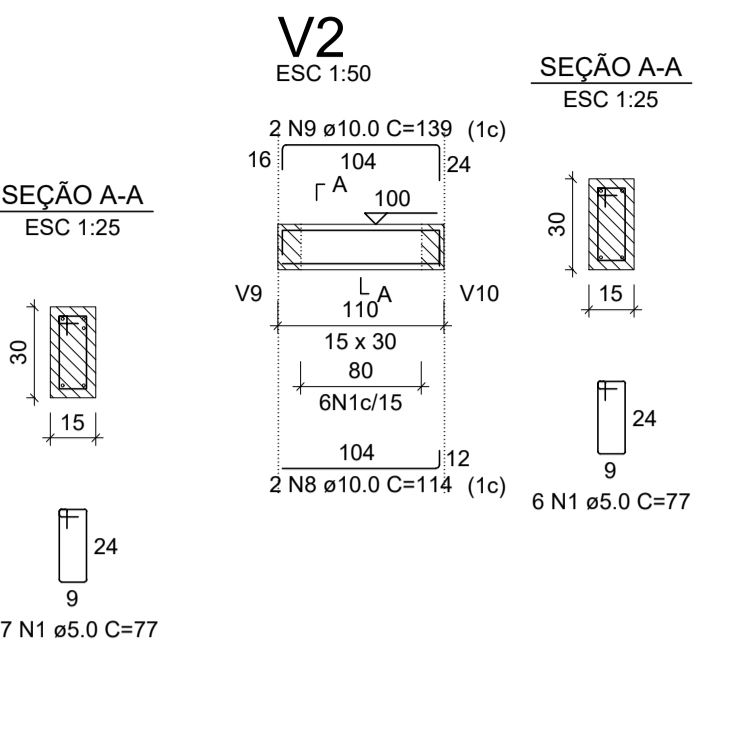 V2
ESC 1:50
2 N9 ø10.0 C=139 (1c)
16
104
24
A
100
V9
A
V10
110
15 x 30
80
6N1c/15
104
12
2 N8 ø10.0 C=114 (1c)
SEÇÃO A-A
ESC 1:25
30
15
24
9
7 N1 ø5.0 C=77
SEÇÃO A-A
ESC 1:25
30
15
24
9
6 N1 ø5.0 C=77